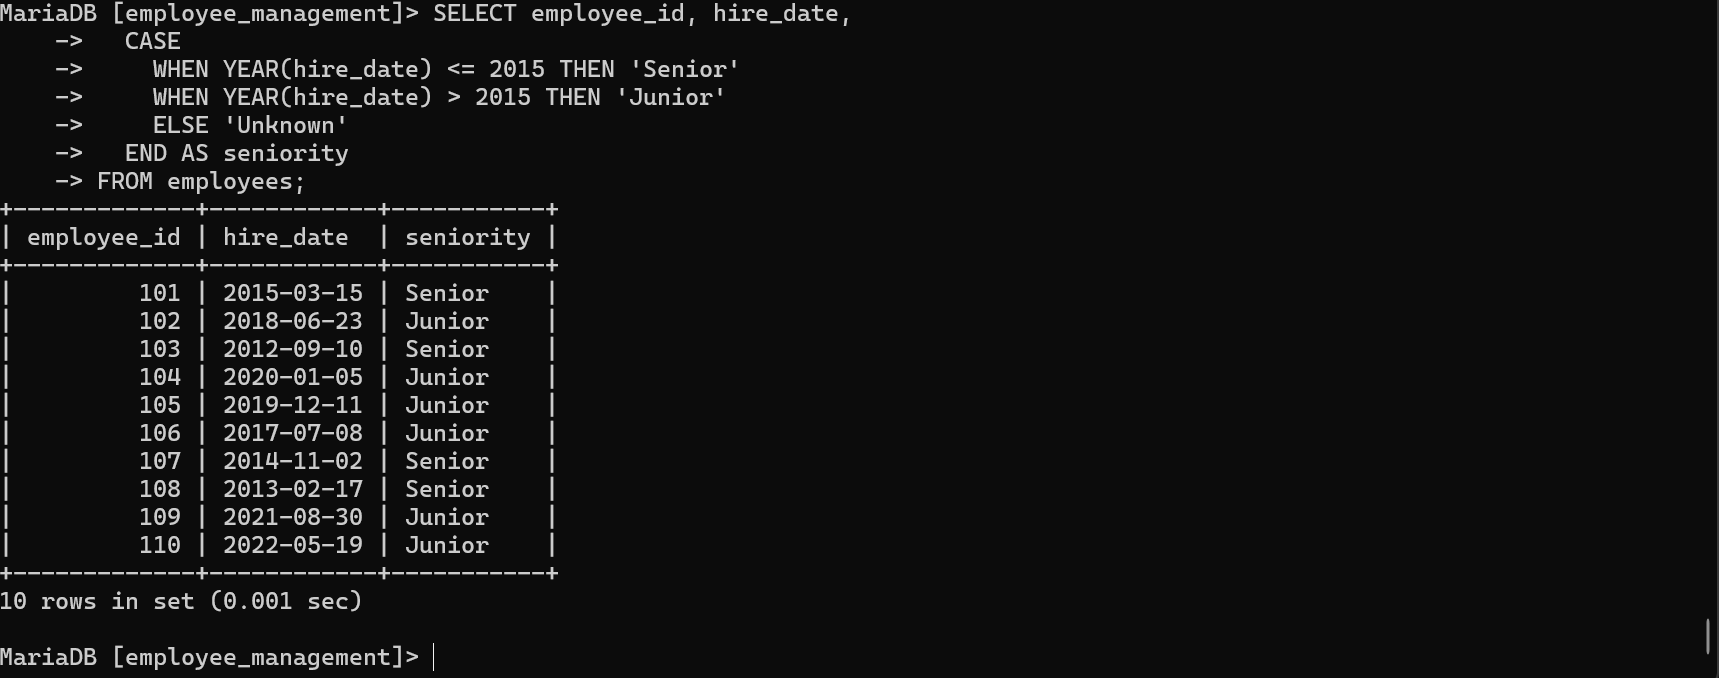 MariaDB [employee_management]> SELECT employee_id, hire_date,
    ->   CASE
    ->     WHEN YEAR(hire_date) <= 2015 THEN 'Senior'
    ->     WHEN YEAR(hire_date) > 2015 THEN 'Junior'
    ->     ELSE 'Unknown'
    ->   END AS seniority
    -> FROM employees;
+-------------+------------+-----------+
| employee_id | hire_date  | seniority |
+-------------+------------+-----------+
|         101 | 2015-03-15 | Senior    |
|         102 | 2018-06-23 | Junior    |
|         103 | 2012-09-10 | Senior    |
|         104 | 2020-01-05 | Junior    |
|         105 | 2019-12-11 | Junior    |
|         106 | 2017-07-08 | Junior    |
|         107 | 2014-11-02 | Senior    |
|         108 | 2013-02-17 | Senior    |
|         109 | 2021-08-30 | Junior    |
|         110 | 2022-05-19 | Junior    |
+-------------+------------+-----------+
10 rows in set (0.001 sec)

MariaDB [employee_management]>